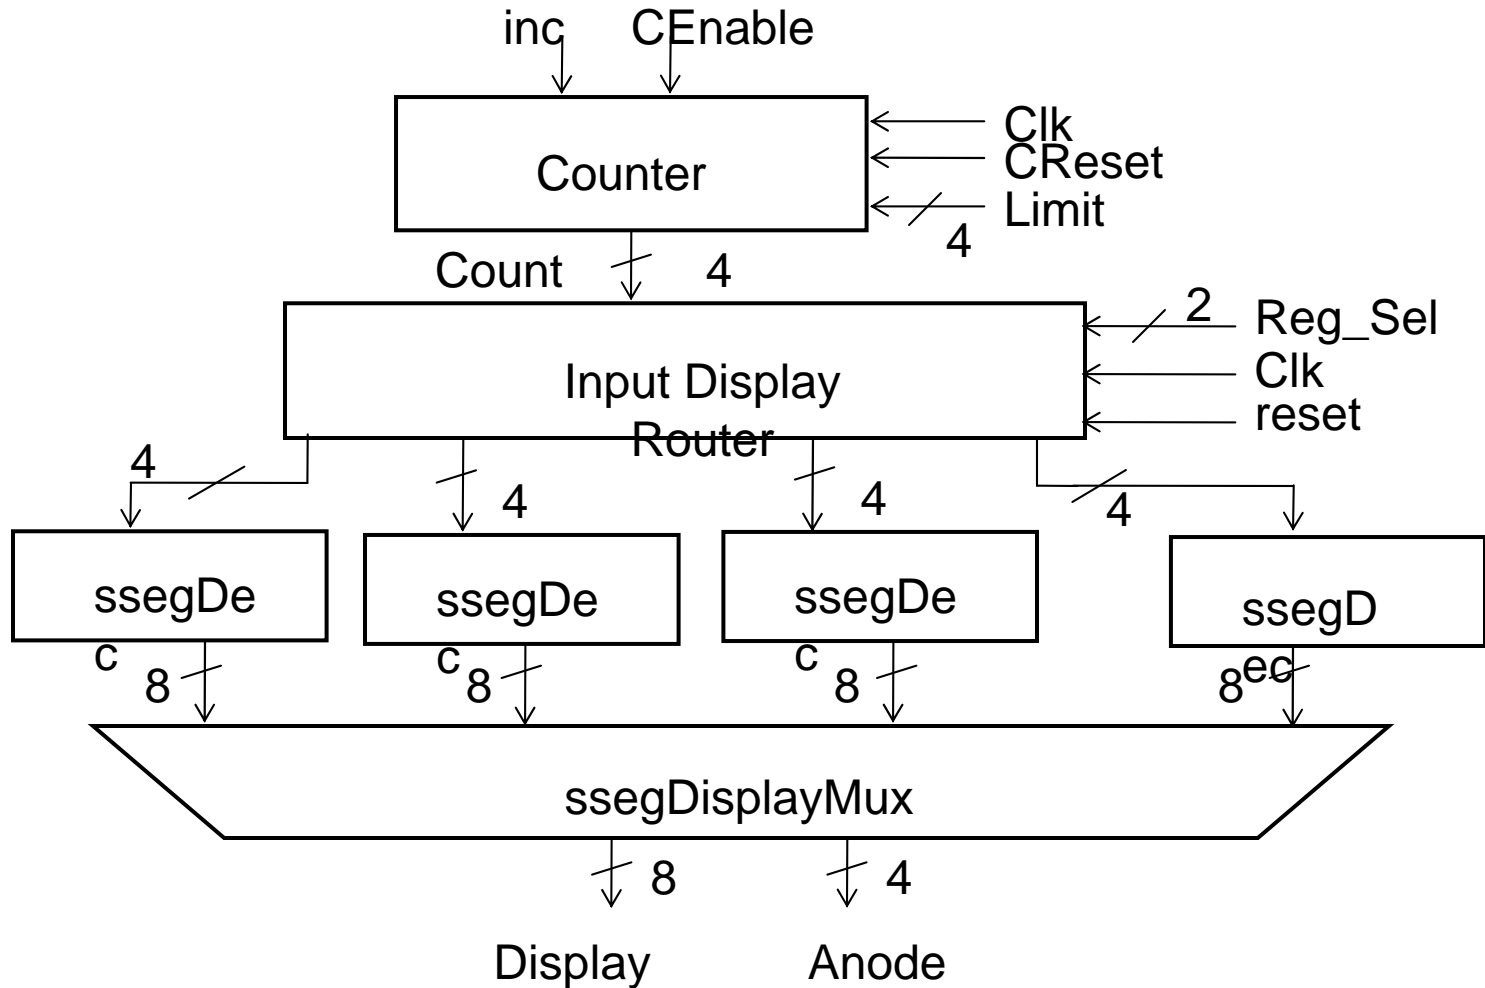 inc CEnable
Clk
CReset
Counter
Limit
4
Count 4
2 Reg_Sel
Clk
Input Display
Router
reset
4
4
4
4
ssegDe
c
ssegDe
c
ssegDe
c
ssegD
ec
8
8
8
8
ssegDisplayMux
8
4
Display
Anode